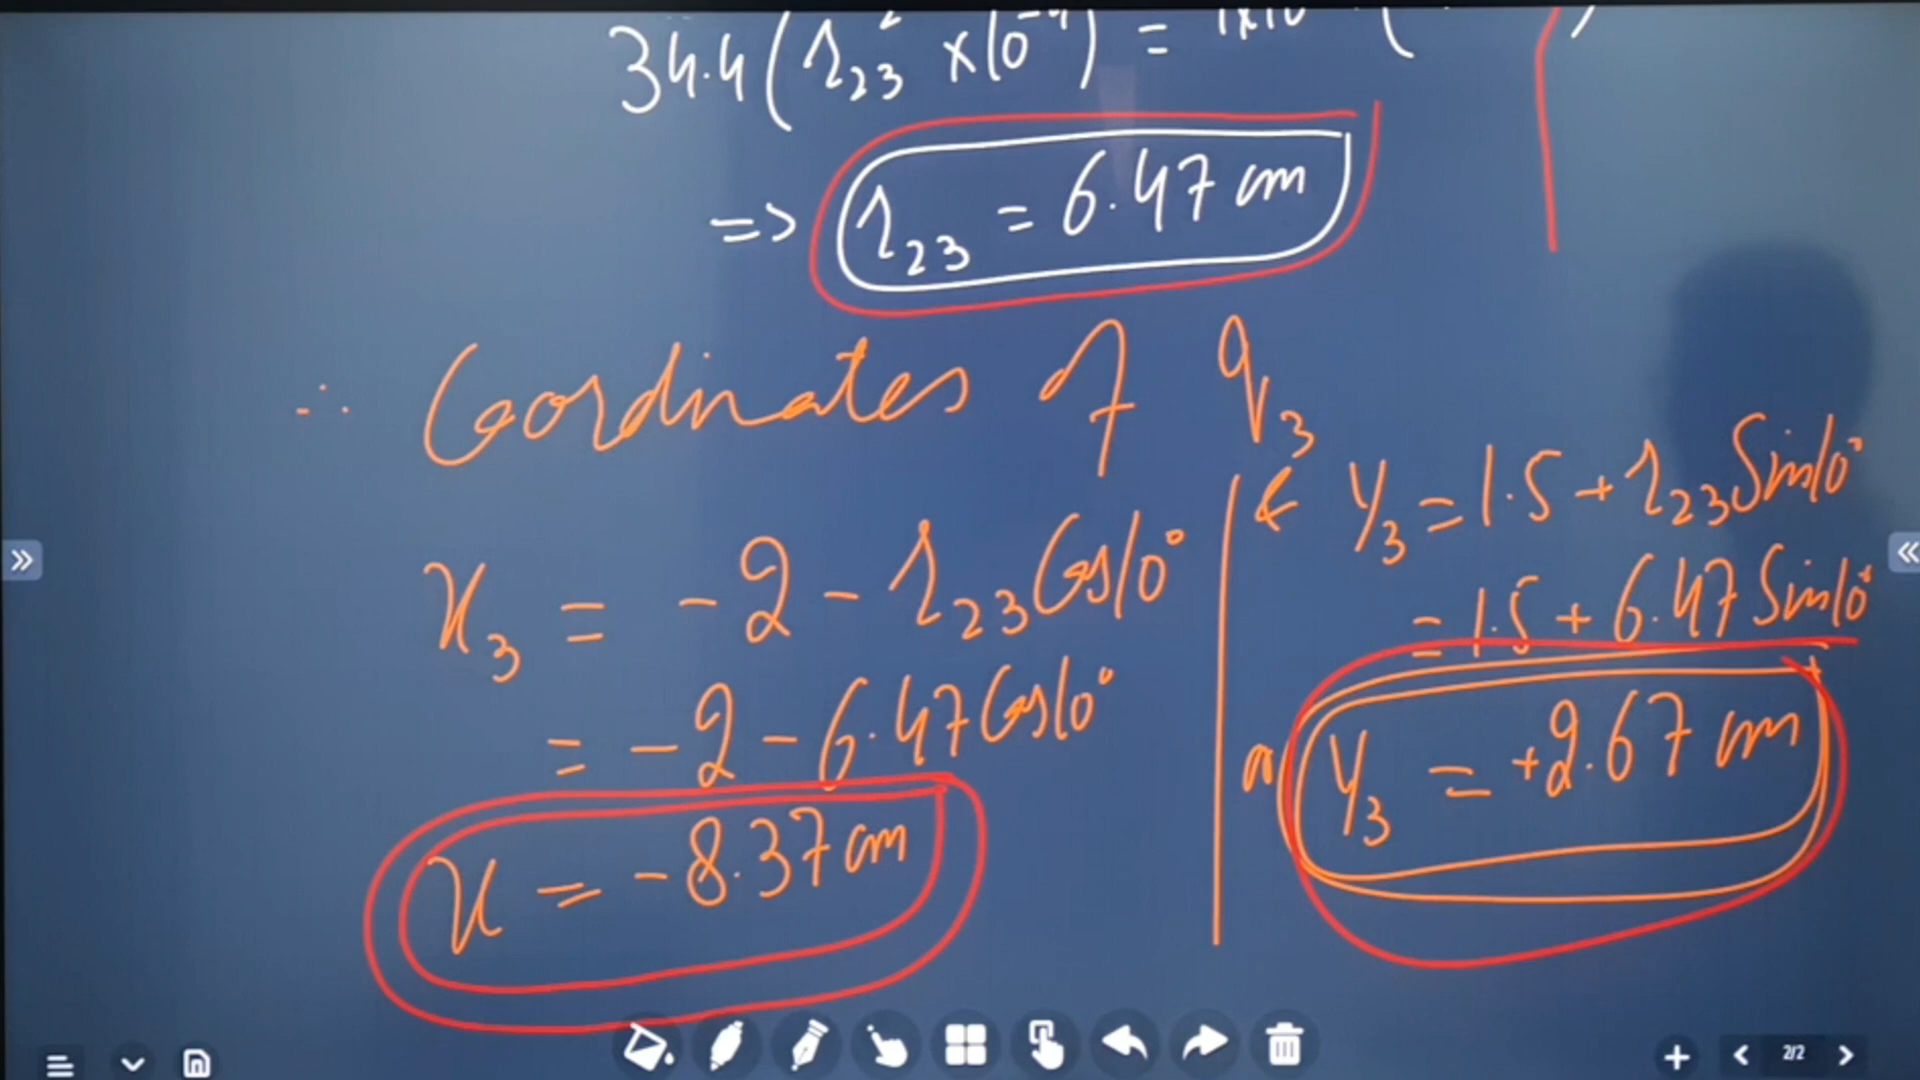 34.4(r₂₃² ×10⁻⁴) =
=> r₂₃ = 6.47 cm
∴ Coordinates of q₃
x₃ = -2 - r₂₃ Cos10°
= -2 - 6.47 Cos10°
x = -8.37 cm
& y₃ = 1.5 + r₂₃ Sin10°
= 1.5 + 6.47 Sin10°
y₃ = +2.67 cm
2/2